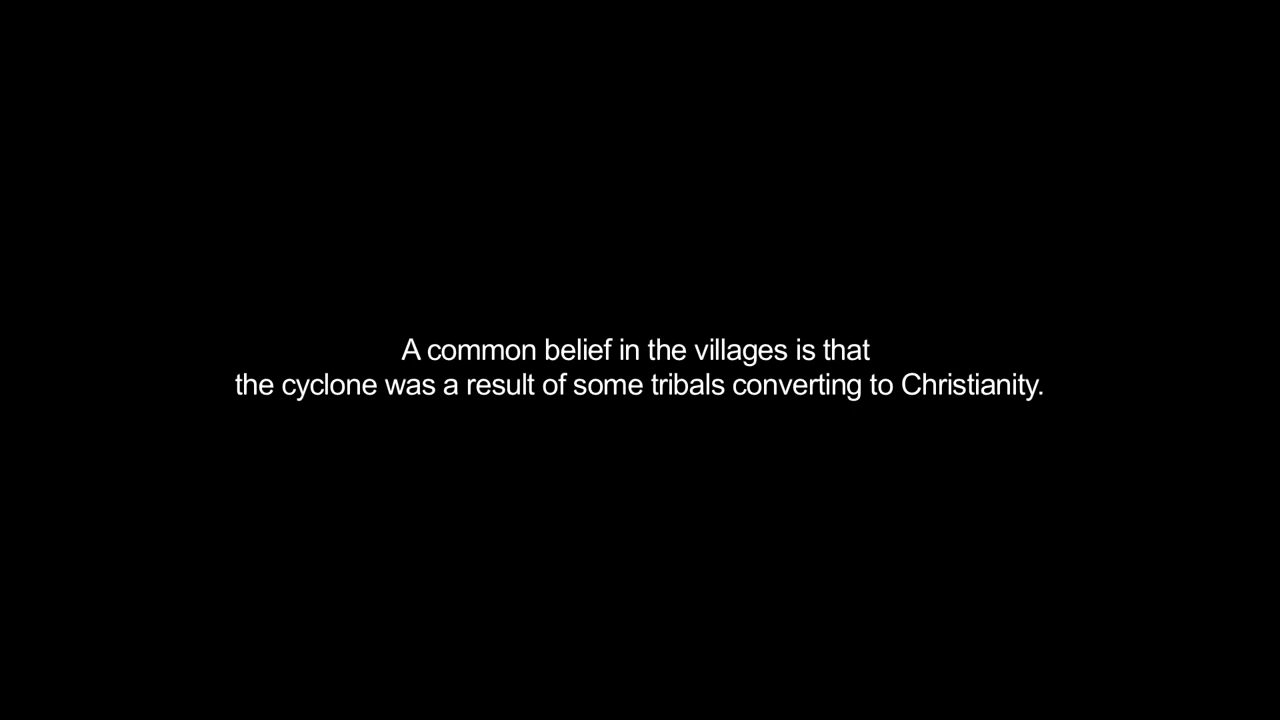 A common belief in the villages is that
the cyclone was a result of some tribals converting to Christianity.